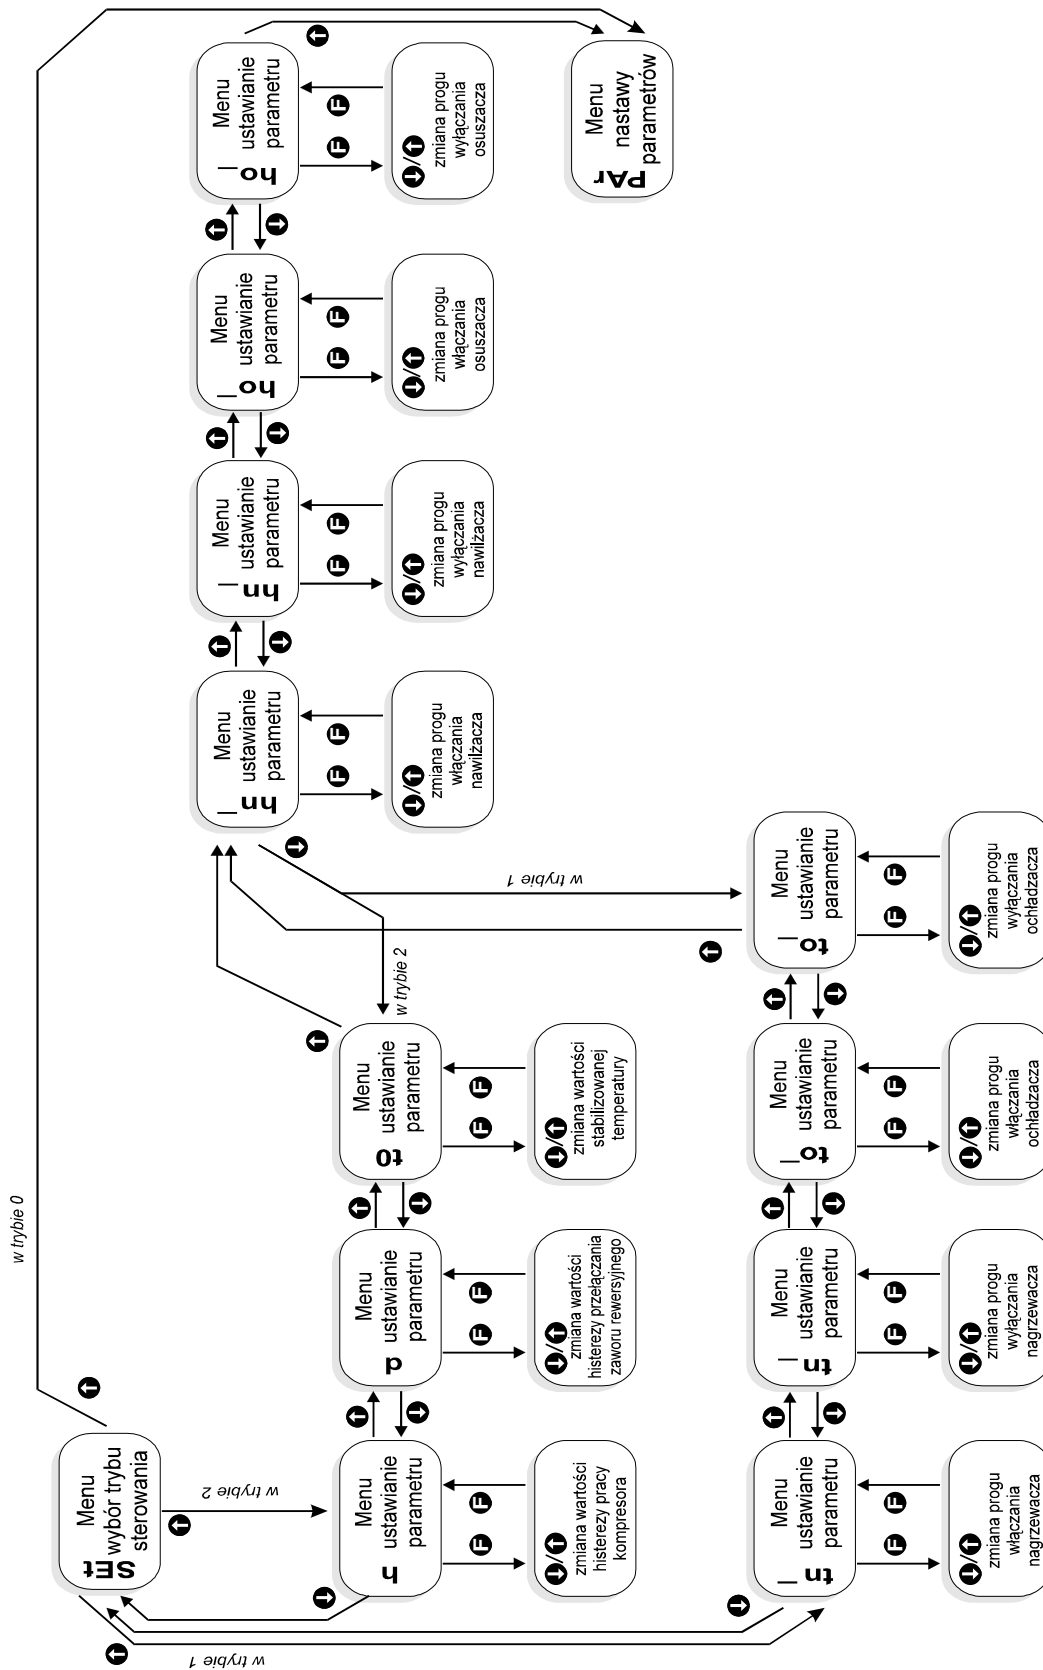 w trybie 0
SEt
Menu
wybór trybu
sterowania
w trybie 1
w trybie 2
_hn
Menu
ustawianie
parametru
‾hn
Menu
ustawianie
parametru
_ho
Menu
ustawianie
parametru
‾ho
Menu
ustawianie
parametru
F F
F F
F F
F F
h
Menu
ustawianie
parametru
d
Menu
ustawianie
parametru
t0
Menu
ustawianie
parametru
w trybie 2
↓/↑
zmiana progu
włączania
nawilżacza
↓/↑
zmiana progu
wyłączania
nawilżacza
↓/↑
zmiana progu
włączania
osuszacza
↓/↑
zmiana progu
wyłączania
osuszacza
F F
F F
F F
w trybie 1
↓/↑
zmiana wartości
histerezy pracy
kompresora
↓/↑
zmiana wartości
histerezy przełączania
zaworu rewersyjnego
↓/↑
zmiana wartości
stabilizowanej
temperatury
PAr
Menu
nastawy
parametrów
_tn
Menu
ustawianie
parametru
‾tn
Menu
ustawianie
parametru
_to
Menu
ustawianie
parametru
‾to
Menu
ustawianie
parametru
F F
F F
F F
F F
↓/↑
zmiana progu
włączania
nagrzewacza
↓/↑
zmiana progu
wyłączania
nagrzewacza
↓/↑
zmiana progu
włączania
ochładzacza
↓/↑
zmiana progu
wyłączania
ochładzacza